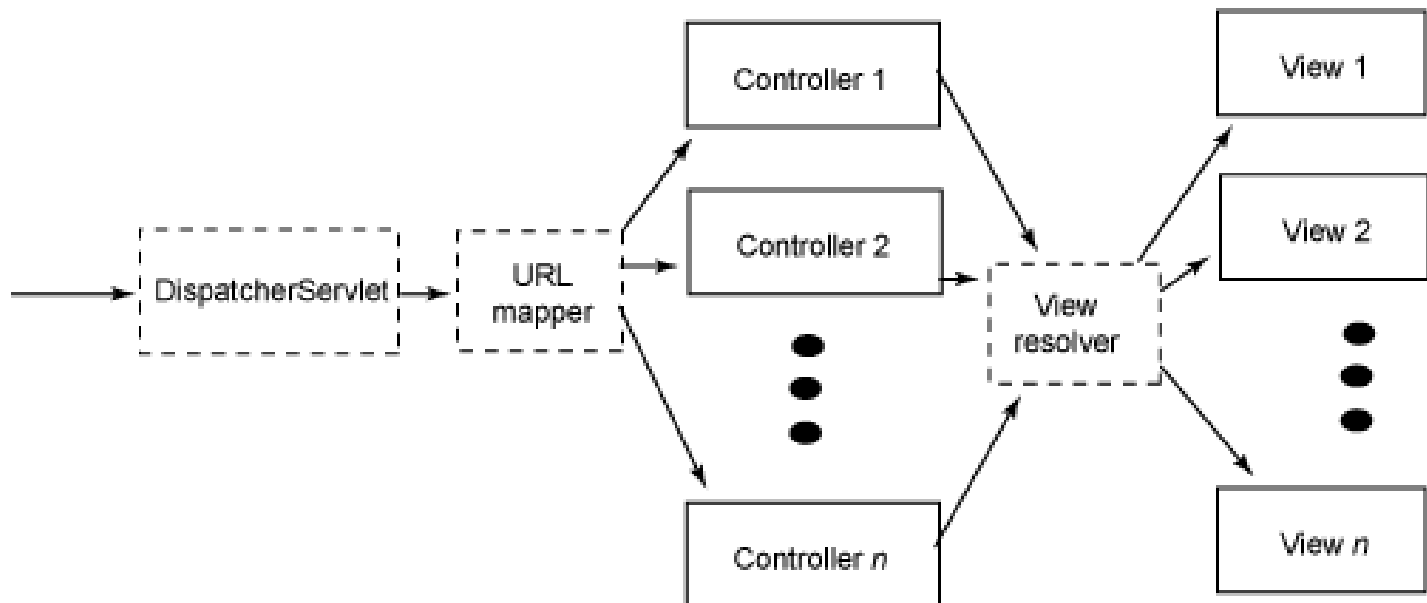 DispatcherServlet
URL
mapper
Controller 1
Controller 2
Controller n
View
resolver
View 1
View 2
View n